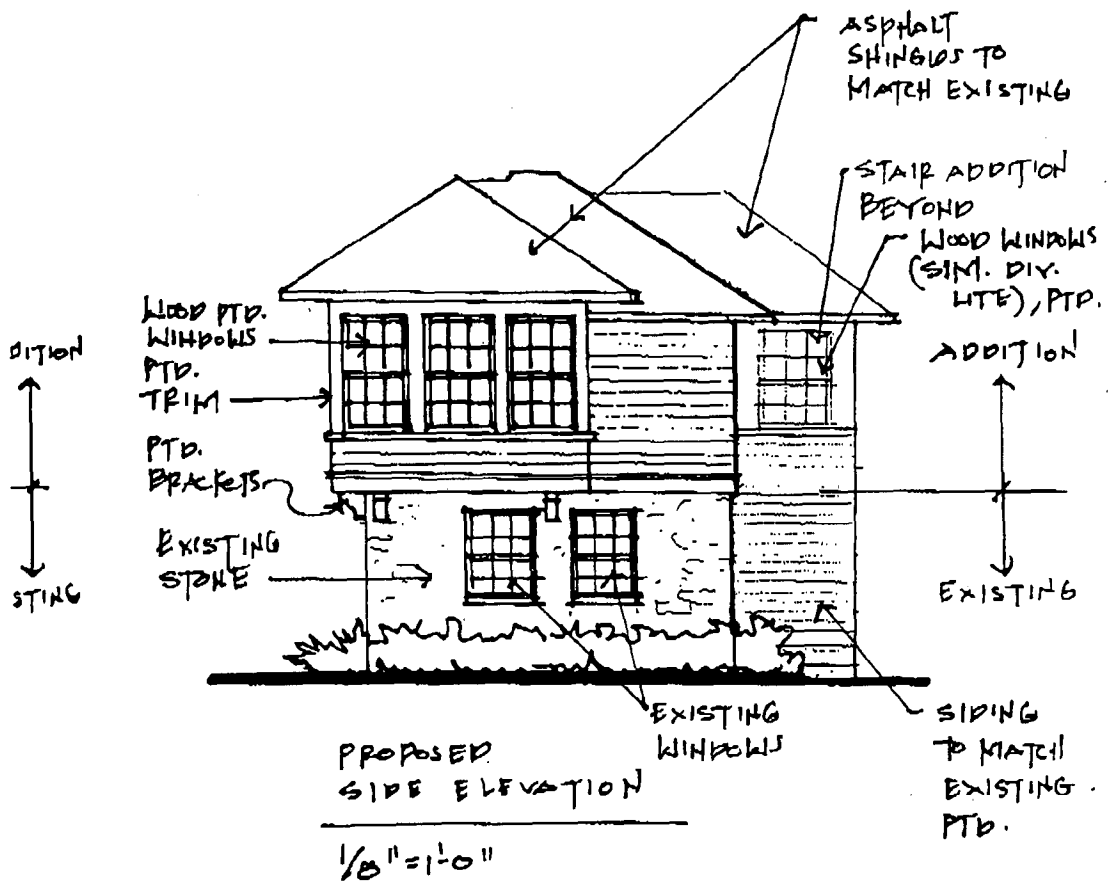 ASPHALT
SHINGLES TO
MATCH EXISTING
STAIR ADDITION
BEYOND
WOOD WINDOWS
(SIM. DIV.
LITE), PTD.
WOOD PTD.
WINDOWS
PTD.
TRIM
DITION
ADDITION
PTD.
BRACKETS
EXISTING
STONE
STING
EXISTING
EXISTING
WINDOWS
SIDING
TO MATCH
EXISTING.
PTD.
PROPOSED
SIDE ELEVATION
1/8" = 1'-0"